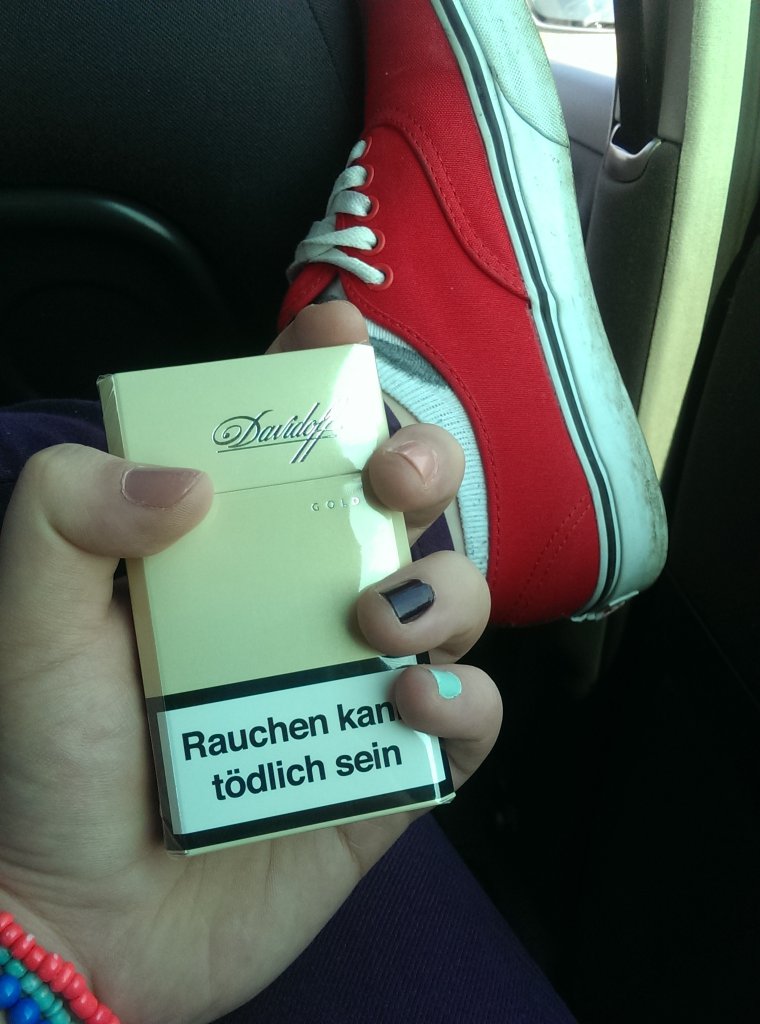 Davidoff
GOLD
Rauchen kan
tödlich sein